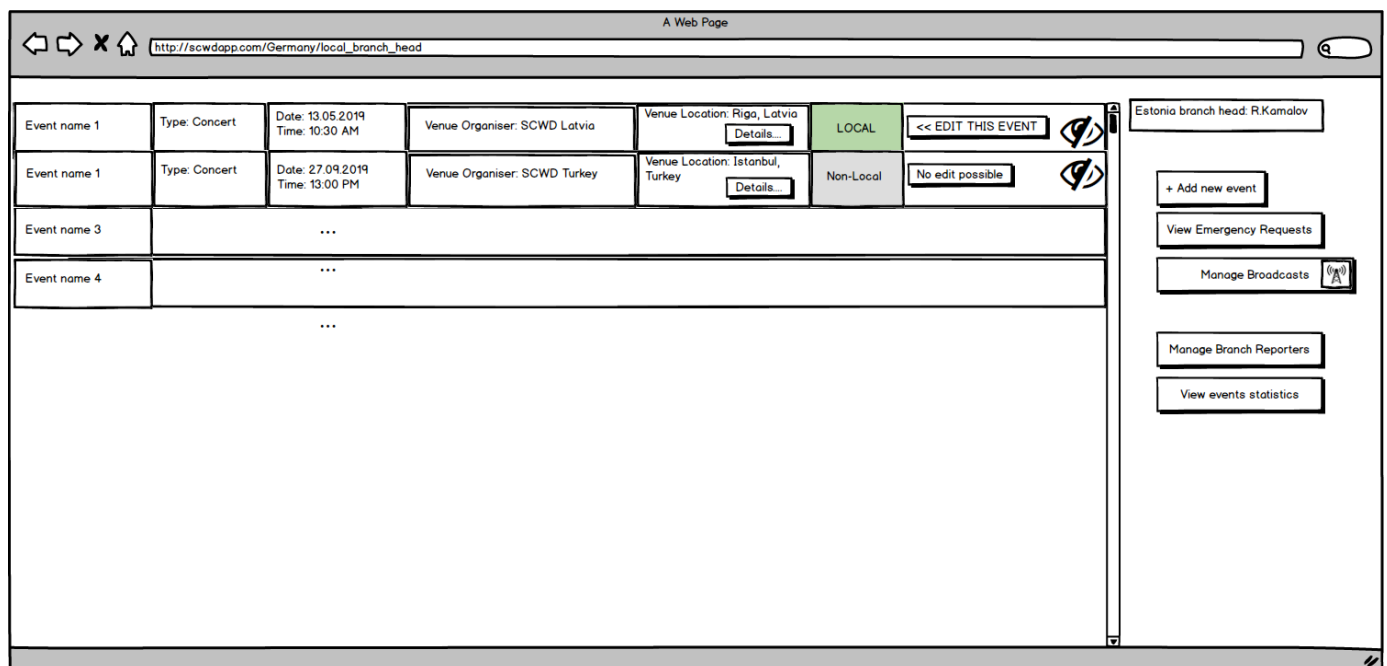 A Web Page
http://scwdapp.com/Germany/local_branch_head
Event name 1
Type: Concert
Date: 13.05.2019
Time: 10:30 AM
Venue Organiser: SCWD Latvia
Venue Location: Riga, Latvia
Details....
LOCAL
<< EDIT THIS EVENT
Event name 1
Type: Concert
Date: 27.09.2019
Time: 13:00 PM
Venue Organiser: SCWD Turkey
Venue Location: Istanbul,
Turkey
Details....
Non-Local
No edit possible
Event name 3
...
Event name 4
...
...
Estonia branch head: R.Kamalov
+ Add new event
View Emergency Requests
Manage Broadcasts
Manage Branch Reporters
View events statistics